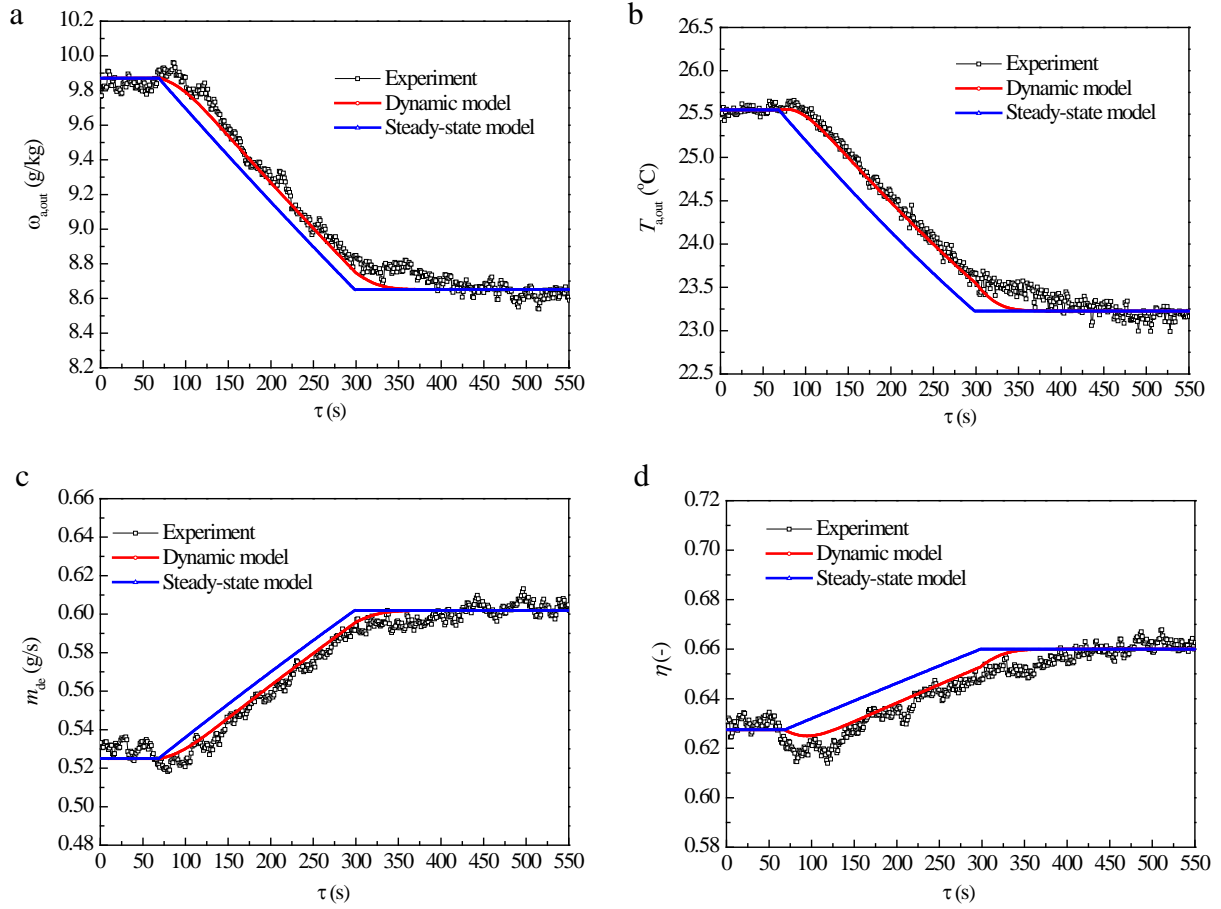 a
10.2
10.0
9.8
9.6
9.4
9.2
9.0
8.8
8.6
8.4
8.2
ω_a,out (g/kg)
Experiment
Dynamic model
Steady-state model
0 50 100 150 200 250 300 350 400 450 500 550
τ (s)
b
26.5
26.0
25.5
25.0
24.5
24.0
23.5
23.0
22.5
T_a,out (°C)
Experiment
Dynamic model
Steady-state model
0 50 100 150 200 250 300 350 400 450 500 550
τ (s)
c
0.66
0.64
0.62
0.60
0.58
0.56
0.54
0.52
0.50
0.48
m_de (g/s)
Experiment
Dynamic model
Steady-state model
0 50 100 150 200 250 300 350 400 450 500 550
τ (s)
d
0.72
0.70
0.68
0.66
0.64
0.62
0.60
0.58
η (-)
Experiment
Dynamic model
Steady-state model
0 50 100 150 200 250 300 350 400 450 500 550
τ (s)